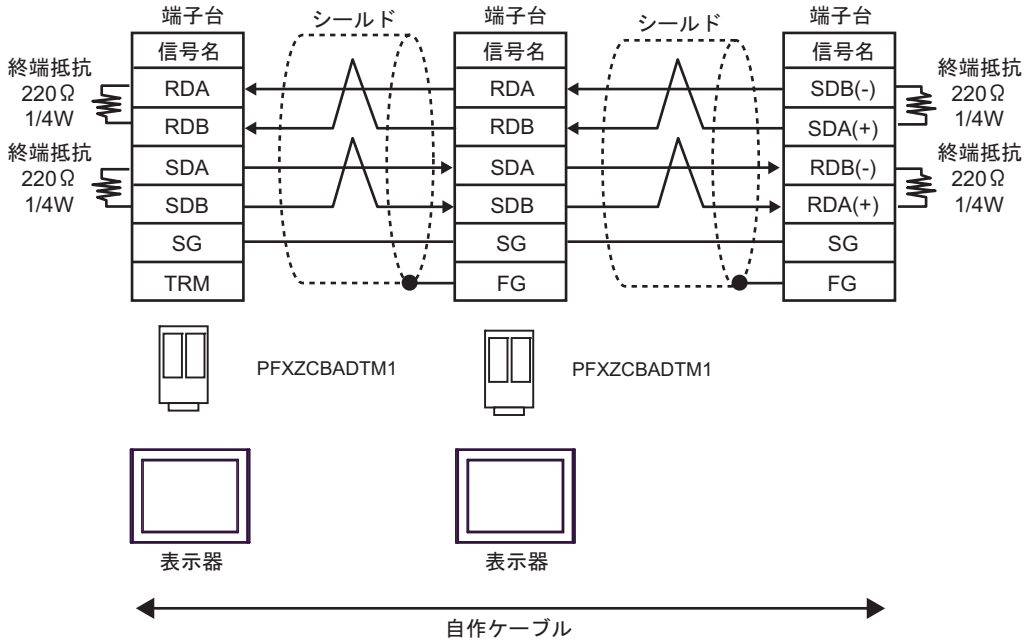 端子台
シールド
端子台
シールド
端子台
信号名
信号名
信号名
終端抵抗
220Ω
1/4W
RDA
RDA
SDB(-)
終端抵抗
220Ω
1/4W
RDB
RDB
SDA(+)
終端抵抗
220Ω
1/4W
SDA
SDA
RDB(-)
終端抵抗
220Ω
1/4W
SDB
SDB
RDA(+)
SG
SG
SG
TRM
FG
FG
PFXZCBADTM1
PFXZCBADTM1
表示器
表示器
自作ケーブル